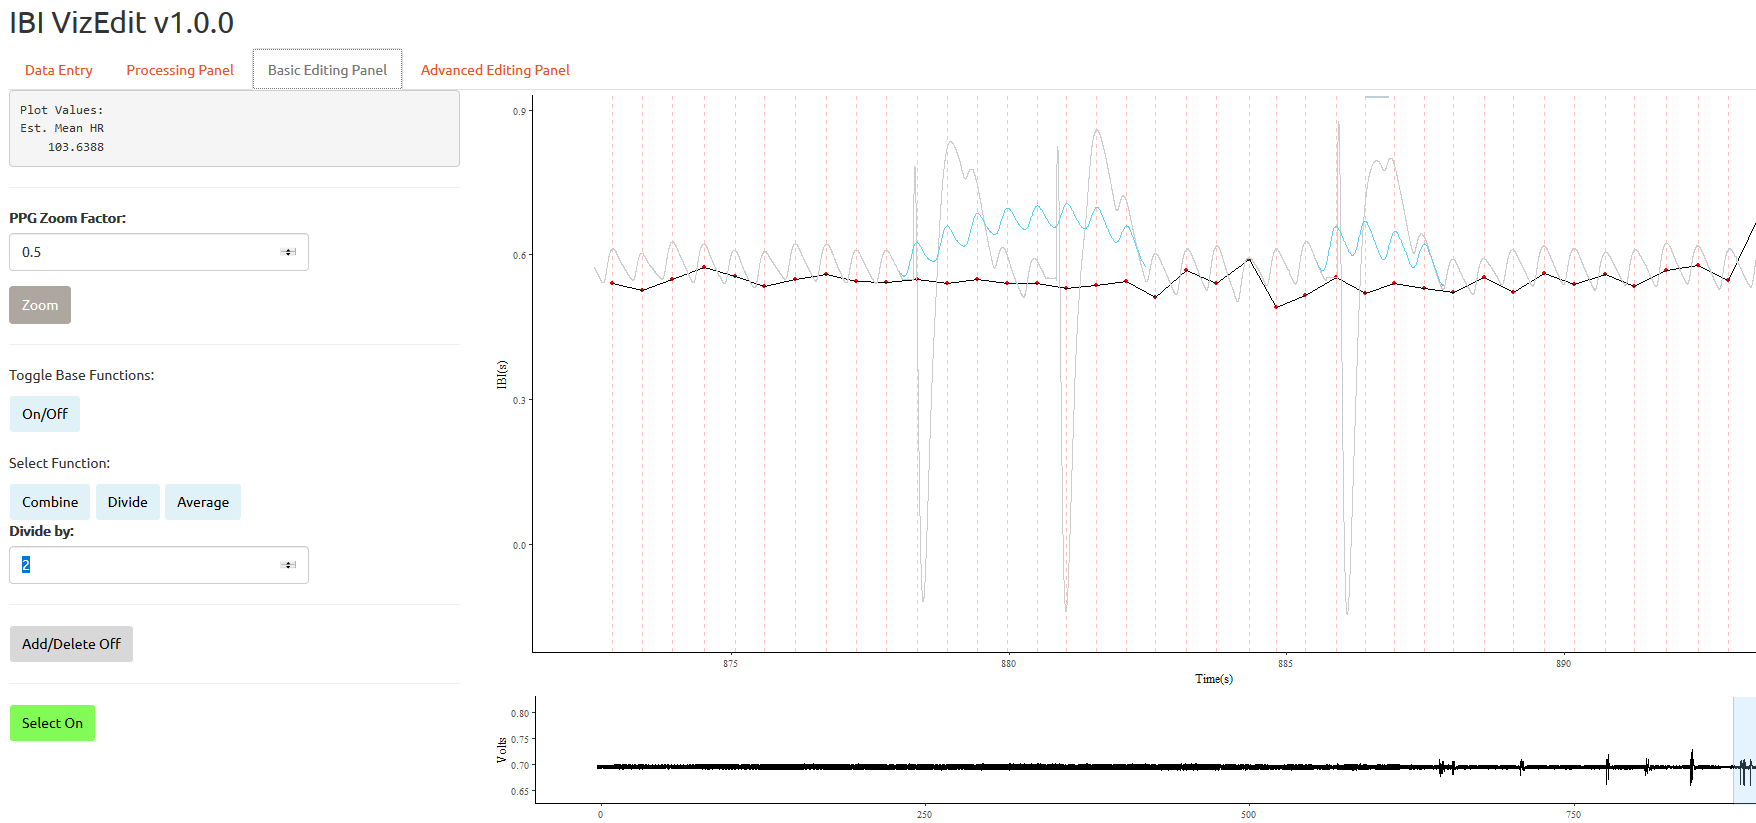 IBI VizEdit v1.0.0
Data Entry Processing Panel Basic Editing Panel Advanced Editing Panel
Plot Values:
Est. Mean HR
103.6388
PPG Zoom Factor:
0.5
Zoom
Toggle Base Functions:
On/Off
Select Function:
Combine Divide Average
Divide by:
2
Add/Delete Off
Select On
0.9
0.6
0.3
0.0
IBI(s)
875 880 885 890
Time(s)
0.80
0.75
0.70
0.65
Volts
0 250 500 750